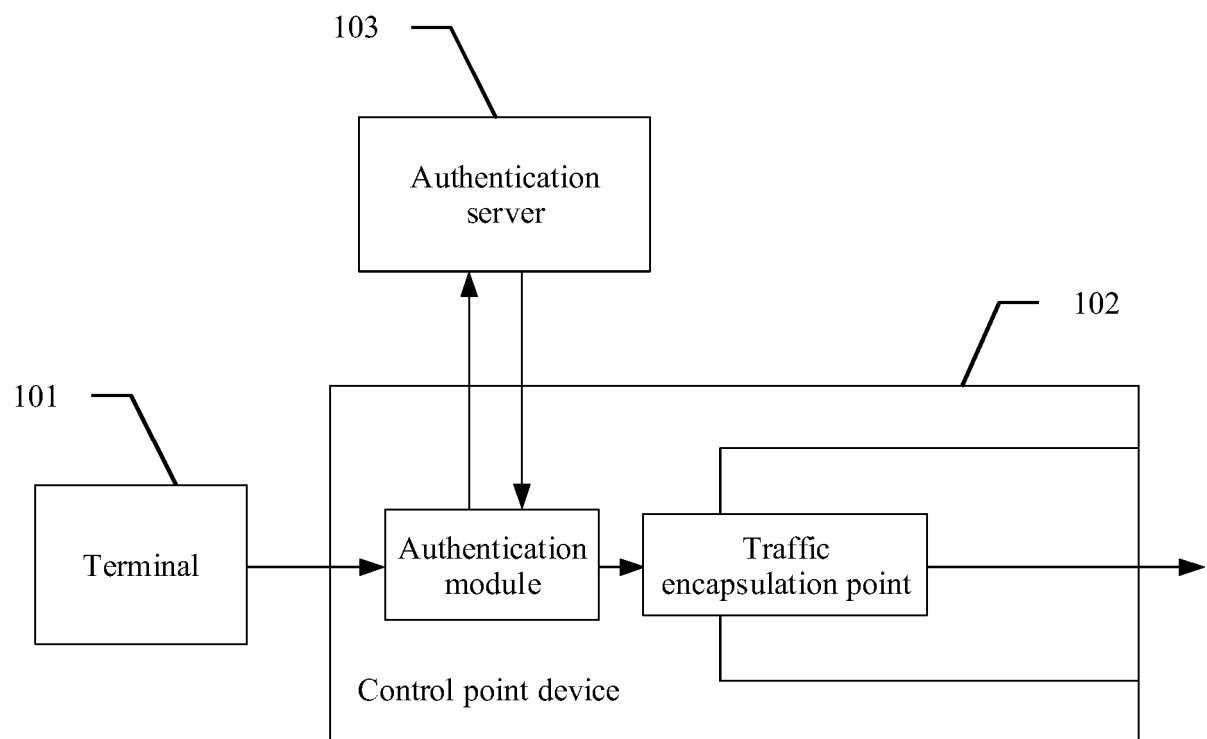 103
Authentication
server
102
101
Terminal
Authentication
module
Traffic
encapsulation point
Control point device